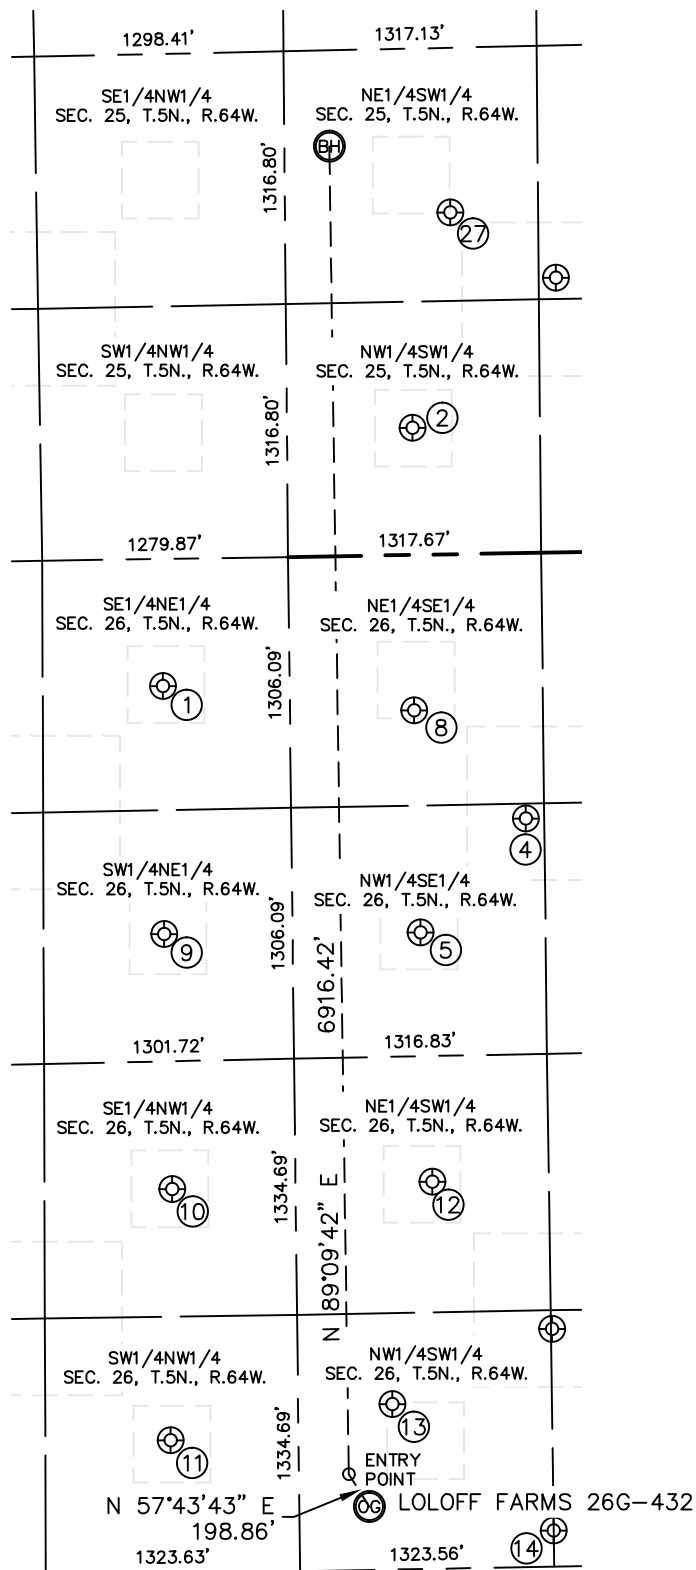 1298.41'
1317.13'
SE1/4NW1/4
SEC. 25, T.5N., R.64W.
NE1/4SW1/4
SEC. 25, T.5N., R.64W.
BH
1316.80'
27
SW1/4NW1/4
SEC. 25, T.5N., R.64W.
NW1/4SW1/4
SEC. 25, T.5N., R.64W.
1316.80'
2
1279.87'
1317.67'
SE1/4NE1/4
SEC. 26, T.5N., R.64W.
NE1/4SE1/4
SEC. 26, T.5N., R.64W.
1306.09'
1
8
4
SW1/4NE1/4
SEC. 26, T.5N., R.64W.
NW1/4SE1/4
SEC. 26, T.5N., R.64W.
1306.09'
9
5
6916.42'
1301.72'
1316.83'
SE1/4NW1/4
SEC. 26, T.5N., R.64W.
NE1/4SW1/4
SEC. 26, T.5N., R.64W.
1334.69'
10
12
N 89°09'42" E
SW1/4NW1/4
SEC. 26, T.5N., R.64W.
NW1/4SW1/4
SEC. 26, T.5N., R.64W.
1334.69'
13
11
ENTRY
POINT
N 57°43'43" E
198.86'
OG
LOLOFF FARMS 26G-432
14
1323.63'
1323.56'